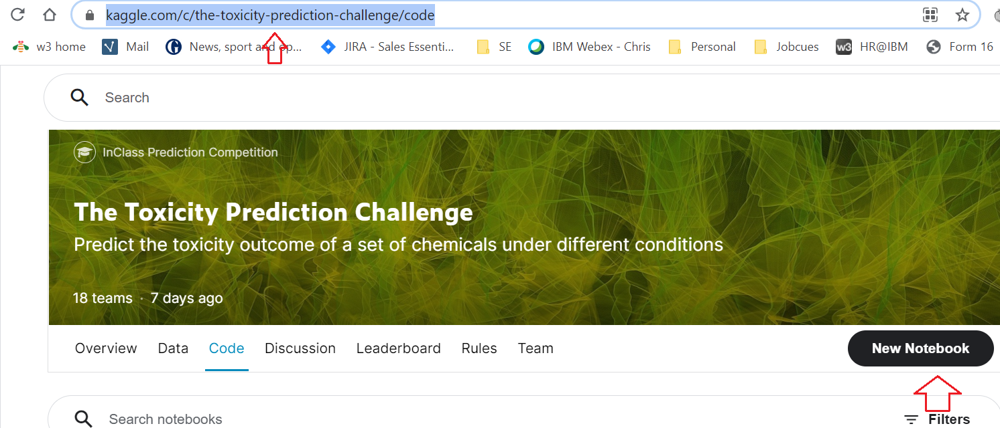 kaggle.com/c/the-toxicity-prediction-challenge/code
w3 home Mail News, sport and op... JIRA - Sales Essenti... SE IBM Webex - Chris Personal Jobcues w3 HR@IBM Form 16
Search
InClass Prediction Competition
The Toxicity Prediction Challenge
Predict the toxicity outcome of a set of chemicals under different conditions
18 teams · 7 days ago
Overview Data Code Discussion Leaderboard Rules Team New Notebook
Search notebooks Filters